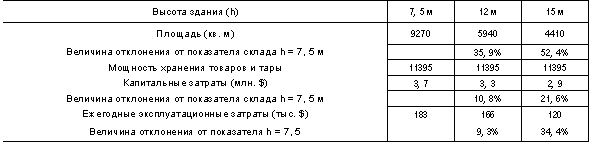 Высота здания (h) 7, 5 м 12 м 15 м
Площадь (кв. м) 9270 5940 4410
Величина отклонения от показателя склада h = 7, 5 м 35, 9% 52, 4%
Мощность хранения товаров и тары 11395 11395 11395
Капитальные затраты (млн. $) 3, 7 3, 3 2, 9
Величина отклонения от показателя склада h = 7, 5 м 10, 8% 21, 6%
Ежегодные эксплуатационные затраты (тыс. $) 183 166 120
Величина отклонения от показателя h = 7, 5 9, 3% 34, 4%